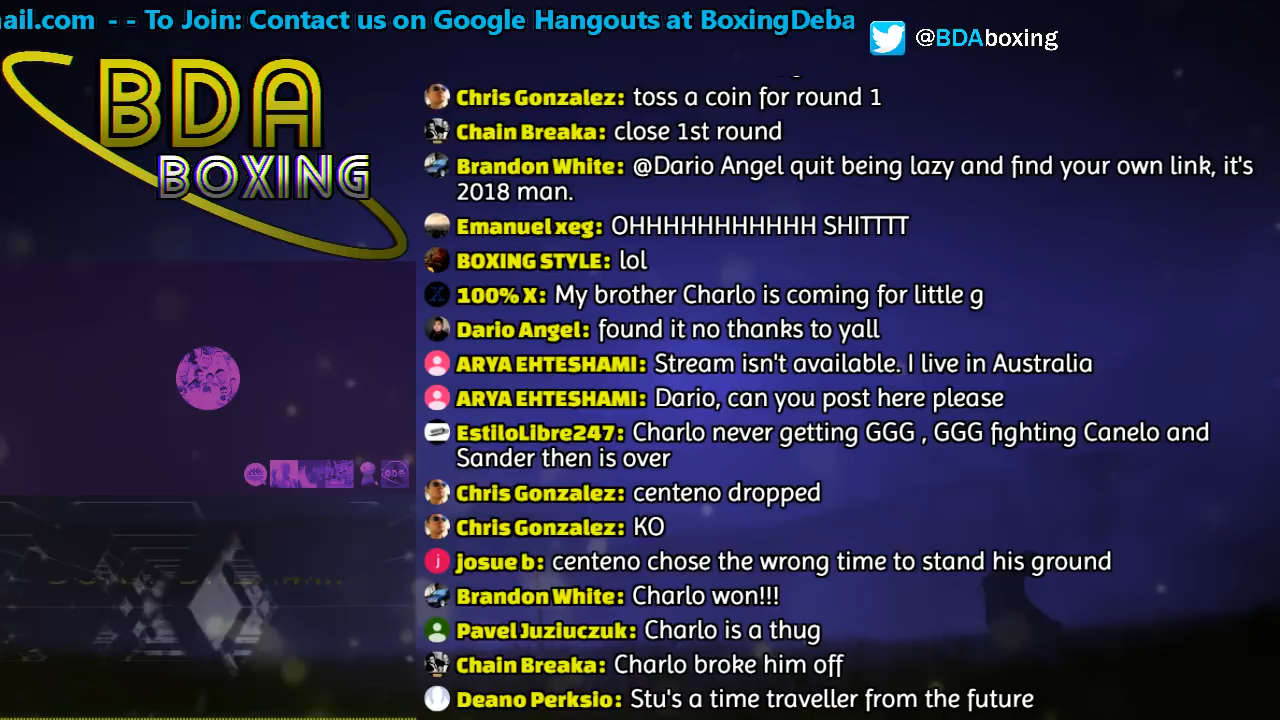 ail.com - - To Join: Contact us on Google Hangouts at BoxingDeba
@BDAboxing
BDA
BOXING
Chris Gonzalez: toss a coin for round 1
Chain Breaka: close 1st round
Brandon White: @Dario Angel quit being lazy and find your own link, it's
2018 man.
Emanuel xeg: OHHHHHHHHHHH SHITTTT
BOXING STYLE: lol
100% X: My brother Charlo is coming for little g
Dario Angel: found it no thanks to yall
ARYA EHTESHAMI: Stream isn't available. I live in Australia
ARYA EHTESHAMI: Dario, can you post here please
EstiloLibre247: Charlo never getting GGG , GGG fighting Canelo and
Sander then is over
Chris Gonzalez: centeno dropped
Chris Gonzalez: KO
josue b: centeno chose the wrong time to stand his ground
Brandon White: Charlo won!!!
Pavel Juziuczuk: Charlo is a thug
Chain Breaka: Charlo broke him off
Deano Perksio: Stu's a time traveller from the future